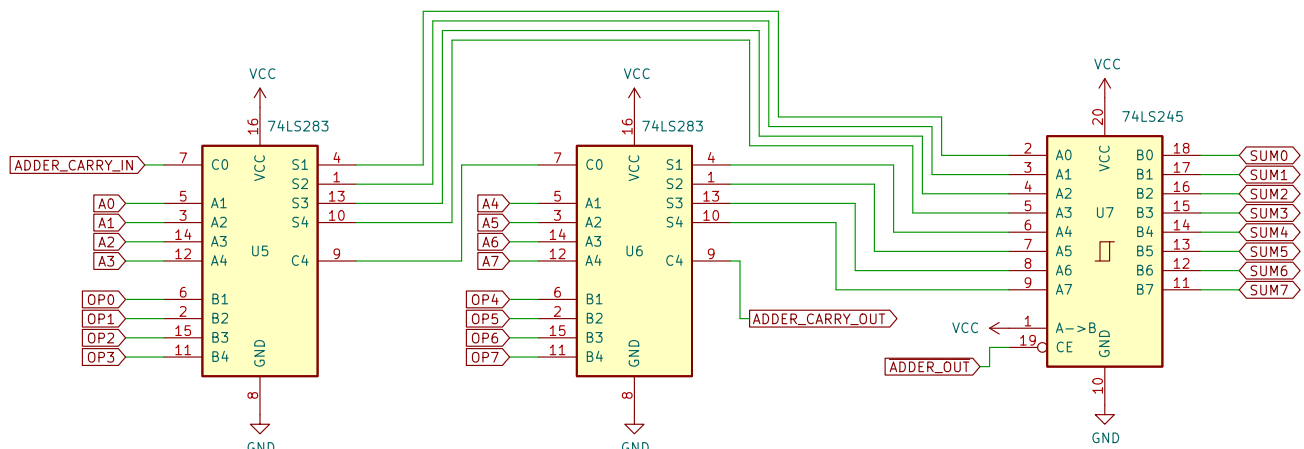 VCC
16
74LS283
ADDER_CARRY_IN
7
C0
VCC
S1
4
S2
1
A0
5
A1
S3
13
A1
3
A2
S4
10
A2
14
A3
U5
A3
12
A4
C4
9
OP0
6
B1
OP1
2
B2
OP2
15
B3
OP3
11
B4
GND
8
GND
VCC
16
74LS283
7
C0
VCC
S1
4
S2
1
A4
5
A1
S3
13
A5
3
A2
S4
10
A6
14
A3
U6
A7
12
A4
C4
9
OP4
6
B1
OP5
2
B2
OP6
15
B3
OP7
11
B4
GND
8
GND
ADDER_CARRY_OUT
VCC
20
74LS245
VCC
2
A0
B0
18
SUM0
3
A1
B1
17
SUM1
4
A2
B2
16
SUM2
5
A3
U7
B3
15
SUM3
6
A4
B4
14
SUM4
7
A5
B5
13
SUM5
8
A6
B6
12
SUM6
9
A7
B7
11
SUM7
VCC
1
A->B
19
CE
ADDER_OUT
GND
10
GND